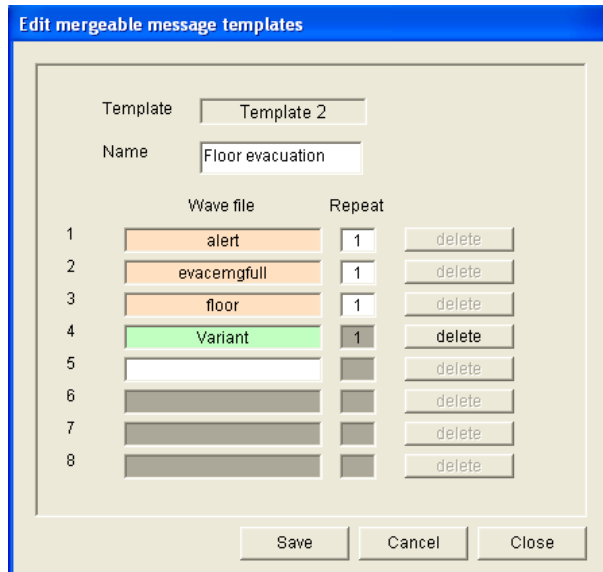 Edit mergeable message templates
Template Template 2
Name Floor evacuation
Wave file Repeat
1 alert 1 delete
2 evacemgfull 1 delete
3 floor 1 delete
4 Variant 1 delete
5 delete
6 delete
7 delete
8 delete
Save Cancel Close